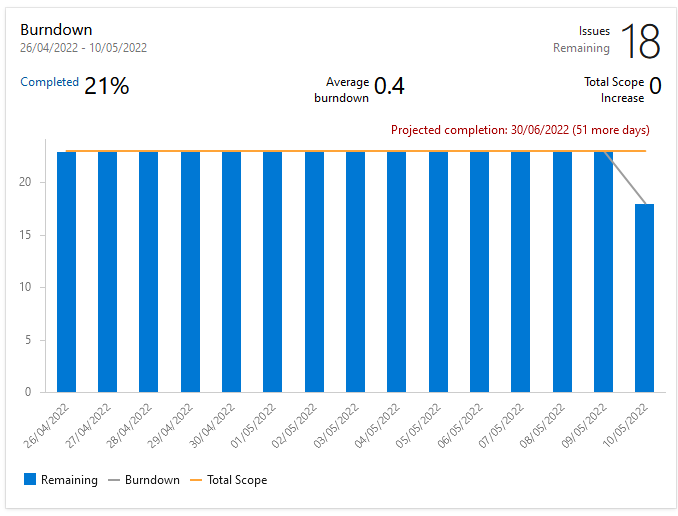 Burndown
26/04/2022 - 10/05/2022
Issues
Remaining
18
Completed 21%
Average
burndown
0.4
Total Scope
Increase
0
Projected completion: 30/06/2022 (51 more days)
20
15
10
5
0
26/04/2022
27/04/2022
28/04/2022
29/04/2022
30/04/2022
01/05/2022
02/05/2022
03/05/2022
04/05/2022
05/05/2022
06/05/2022
07/05/2022
08/05/2022
09/05/2022
10/05/2022
Remaining Burndown Total Scope